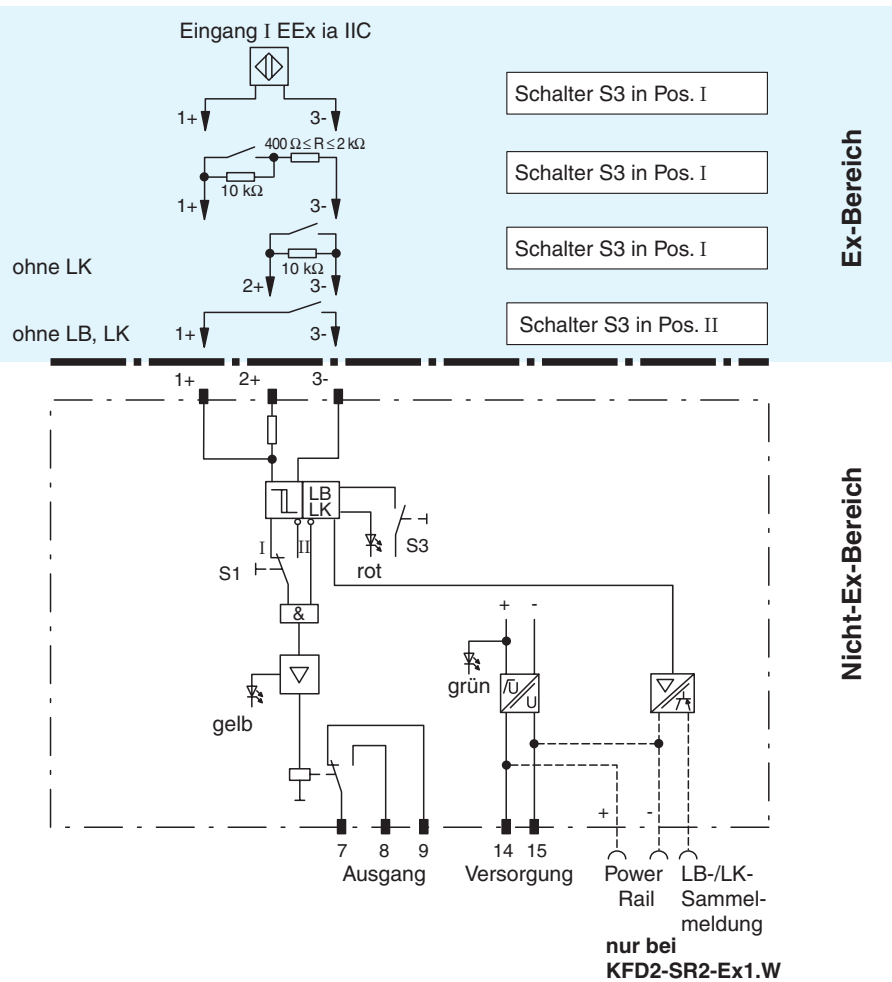 Eingang I EEx ia IIC
1+ 3-
Schalter S3 in Pos. I
400 Ω ≤ R ≤ 2 kΩ
10 kΩ
1+ 3-
Schalter S3 in Pos. I
ohne LK
10 kΩ
2+ 3-
Schalter S3 in Pos. I
ohne LB, LK
1+ 3-
Schalter S3 in Pos. II
Ex-Bereich
1+ 2+ 3-
LB
LK
I II
S1
rot
S3
&
gelb
+ -
grün
U
U
+ -
7 8 9
Ausgang
14 15
Versorgung
Power
Rail
LB-/LK-
Sammel-
meldung
nur bei
KFD2-SR2-Ex1.W
Nicht-Ex-Bereich